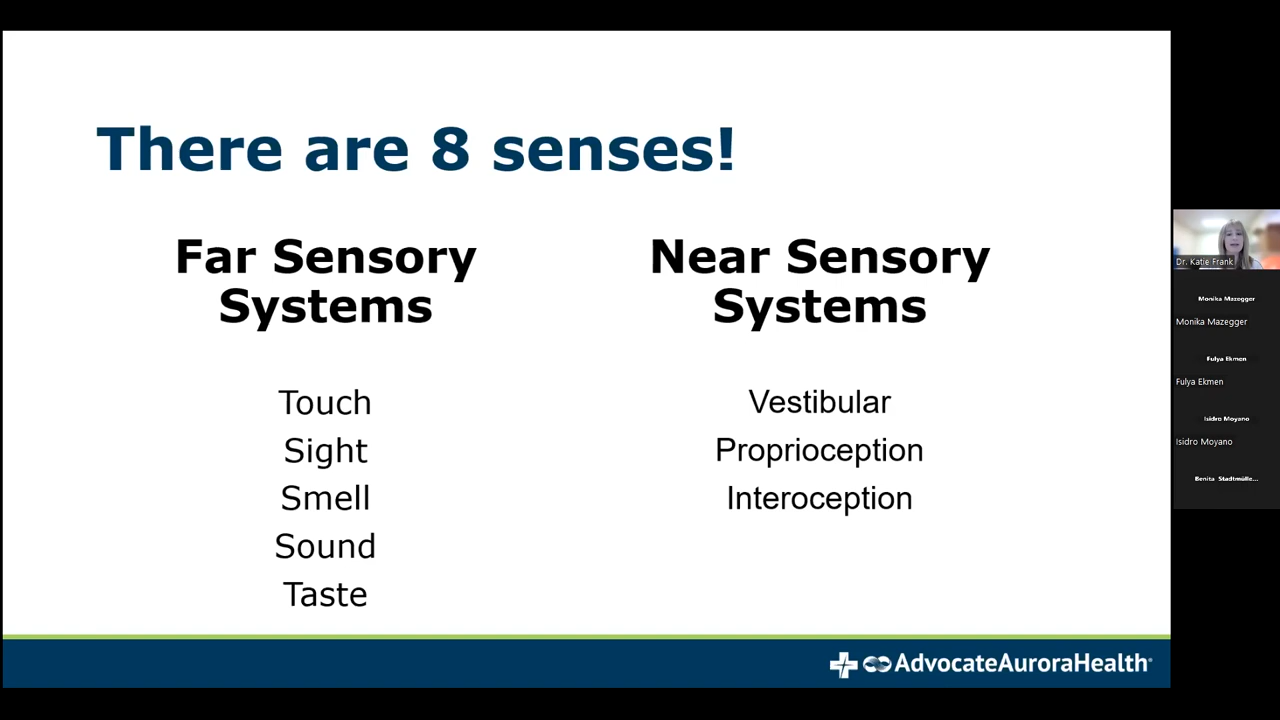 There are 8 senses!
Far Sensory
Systems
Touch
Sight
Smell
Sound
Taste
Near Sensory
Systems
Vestibular
Proprioception
Interoception
AdvocateAuroraHealth®
Dr. Katie Frank
Monika Mazegger
Monika Mazegger
Fulya Ekmen
Fulya Ekmen
Isidro Moyano
Isidro Moyano
Benita Stadtmülle...